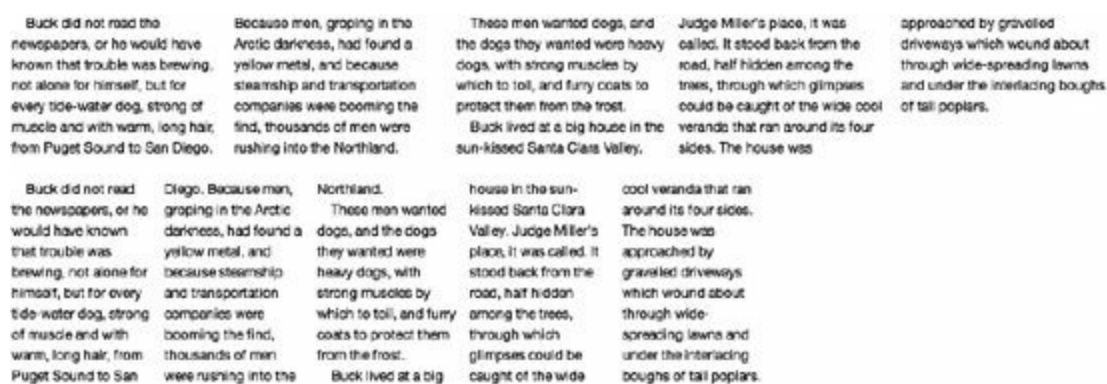 Buck did not read the
newspapers, or he would have
known that trouble was brewing,
not alone for himself, but for
every tide-water dog, strong of
muscle and with warm, long hair,
from Puget Sound to San Diego.
Because men, groping in the
Arctic darkness, had found a
yellow metal, and because
steamship and transportation
companies were booming the
find, thousands of men were
rushing into the Northland.
These men wanted dogs, and
the dogs they wanted were heavy
dogs, with strong muscles by
which to toil, and furry coats to
protect them from the frost.
Buck lived at a big house in the
sun-kissed Santa Clara Valley.
Judge Miller's place, it was
called. It stood back from the
road, half hidden among the
trees, through which glimpses
could be caught of the wide cool
veranda that ran around its four
sides. The house was
approached by gravelled
driveways which wound about
through wide-spreading lawns
and under the interlacing boughs
of tall poplars.
Buck did not read
the newspapers, or he
would have known
that trouble was
brewing, not alone for
himself, but for every
tide-water dog, strong
of muscle and with
warm, long hair, from
Puget Sound to San
Diego. Because men,
groping in the Arctic
darkness, had found a
yellow metal, and
because steamship
and transportation
companies were
booming the find,
thousands of men
were rushing into the
Northland.
These men wanted
dogs, and the dogs
they wanted were
heavy dogs, with
strong muscles by
which to toil, and furry
coats to protect them
from the frost.
Buck lived at a big
house in the sun-
kissed Santa Clara
Valley. Judge Miller's
place, it was called. It
stood back from the
road, half hidden
among the trees,
through which
glimpses could be
caught of the wide
cool veranda that ran
around its four sides.
The house was
approached by
gravelled driveways
which wound about
through wide-
spreading lawns and
under the interlacing
boughs of tall poplars.